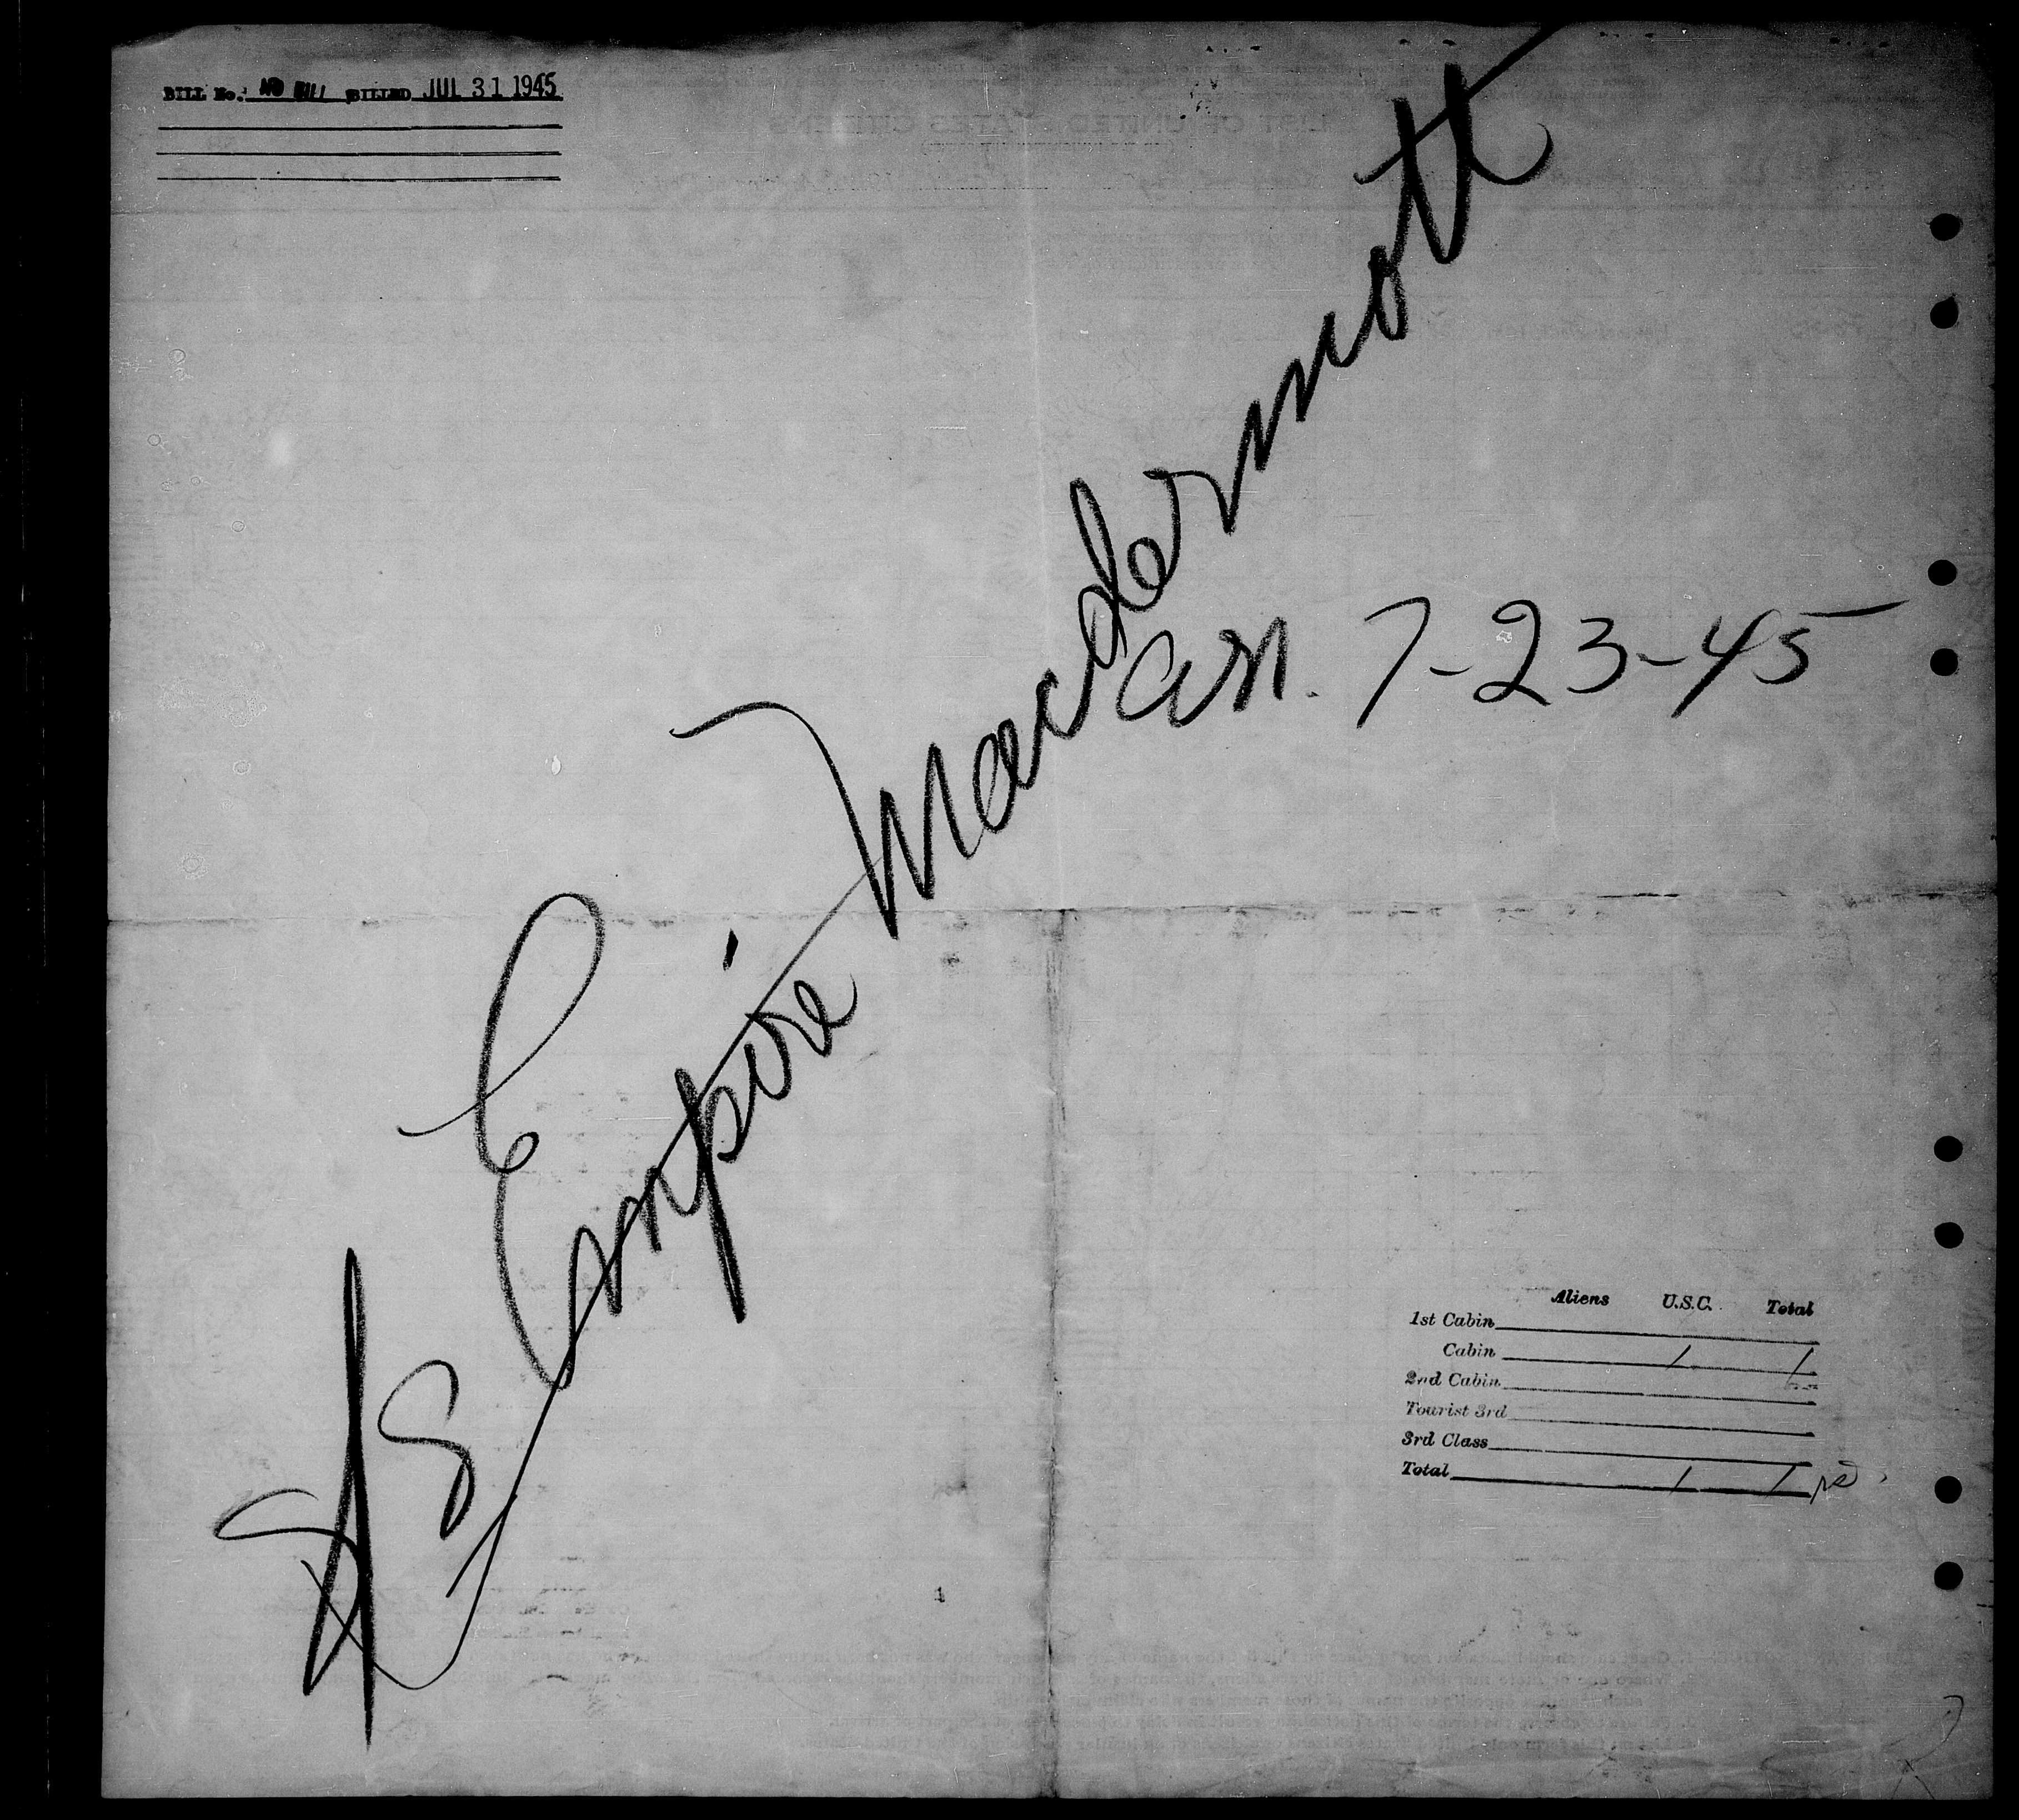 BILL No. NO BILL BILLED JUL 31 1945
SS Empire Macdermott
arr. 7-23-45
Aliens U.S.C. Total
1st Cabin
Cabin 1 1
2nd Cabin
Tourist 3rd
3rd Class
Total 1 1